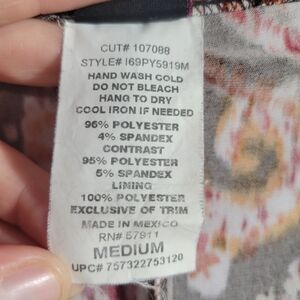 CUT# 107088
STYLE# I69PY5919M
HAND WASH COLD
DO NOT BLEACH
HANG TO DRY
COOL IRON IF NEEDED
96% POLYESTER
4% SPANDEX
CONTRAST
95% POLYESTER
5% SPANDEX
LINING
100% POLYESTER
EXCLUSIVE OF TRIM
MADE IN MEXICO
RN# 57911
MEDIUM
UPC# 757322753120